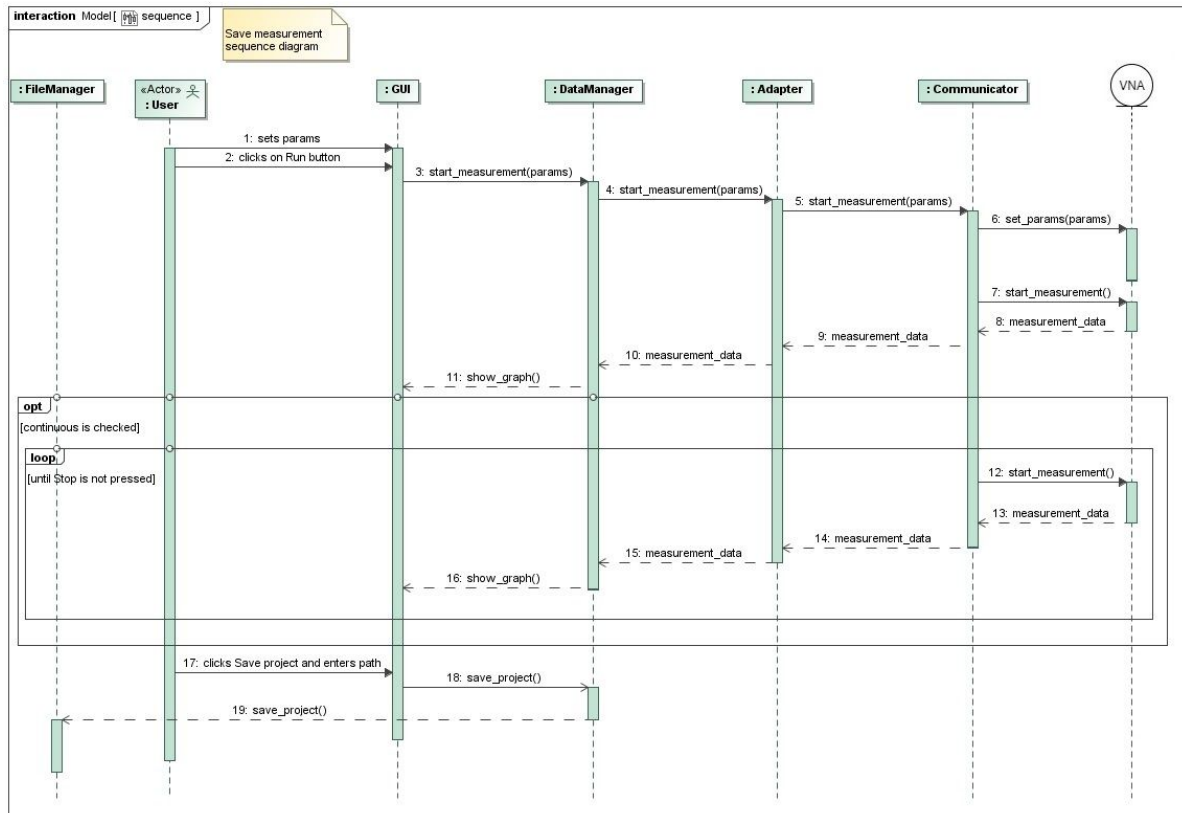 interaction Model[ sequence ]
Save measurement
sequence diagram
: FileManager
«Actor»
: User
: GUI
: DataManager
: Adapter
: Communicator
VNA
1: sets params
2: clicks on Run button
3: start_measurement(params)
4: start_measurement(params)
5: start_measurement(params)
6: set_params(params)
7: start_measurement()
8: measurement_data
9: measurement_data
10: measurement_data
11: show_graph()
opt
[continuous is checked]
loop
[until Stop is not pressed]
12: start_measurement()
13: measurement_data
14: measurement_data
15: measurement_data
16: show_graph()
17: clicks Save project and enters path
18: save_project()
19: save_project()